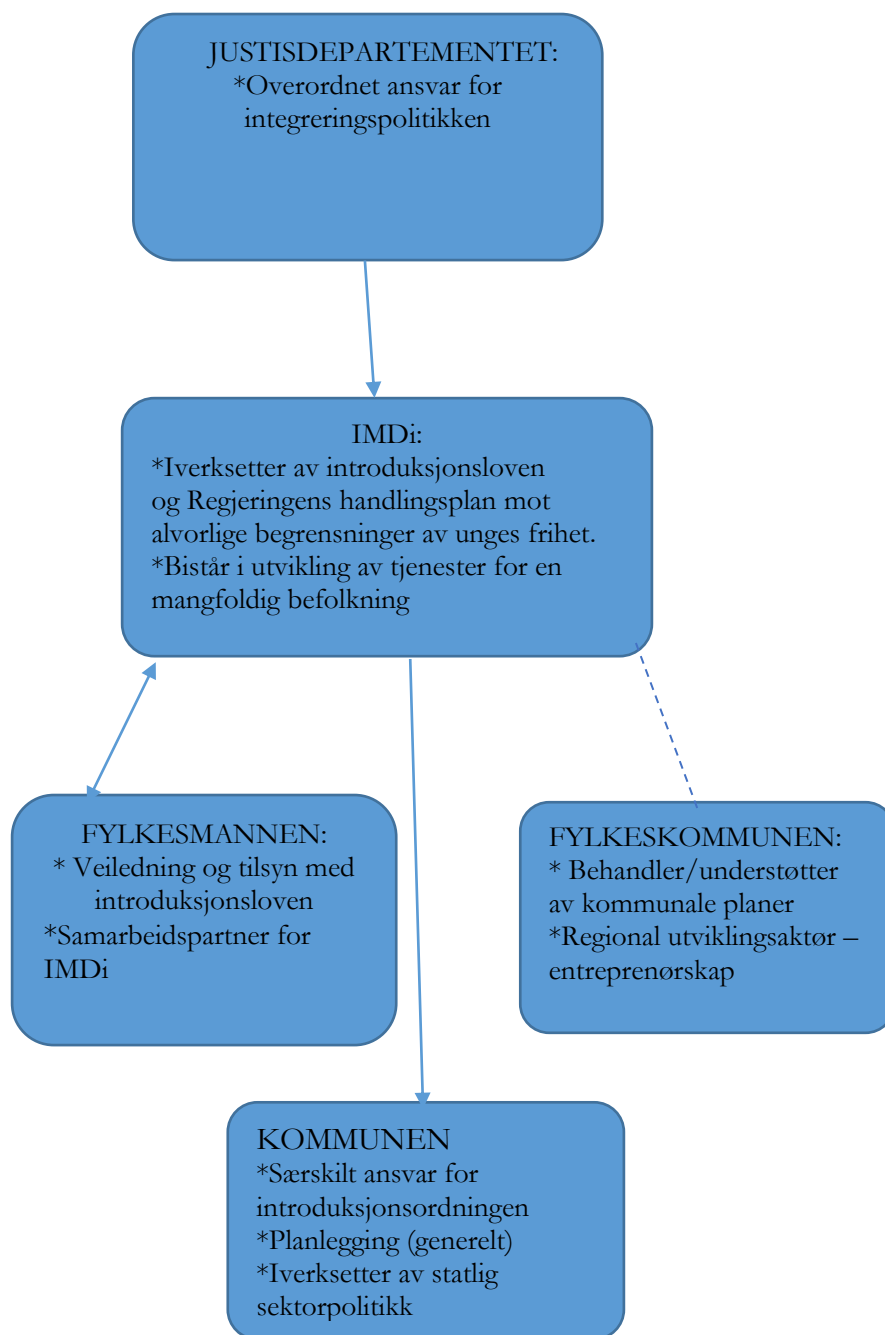 JUSTISDEPARTEMENTET:
*Overordnet ansvar for
integreringspolitikken
IMDi:
*Iverksetter av introduksjonsloven
og Regjeringens handlingsplan mot
alvorlige begrensninger av unges frihet.
*Bistår i utvikling av tjenester for en
mangfoldig befolkning
FYLKESMANNEN:
* Veiledning og tilsyn med
introduksjonsloven
*Samarbeidspartner for
IMDi
FYLKESKOMMUNEN:
* Behandler/understøtter
av kommunale planer
*Regional utviklingsaktør –
entreprenørskap
KOMMUNEN
*Særskilt ansvar for
introduksjonsordningen
*Planlegging (generelt)
*Iverksetter av statlig
sektorpolitikk